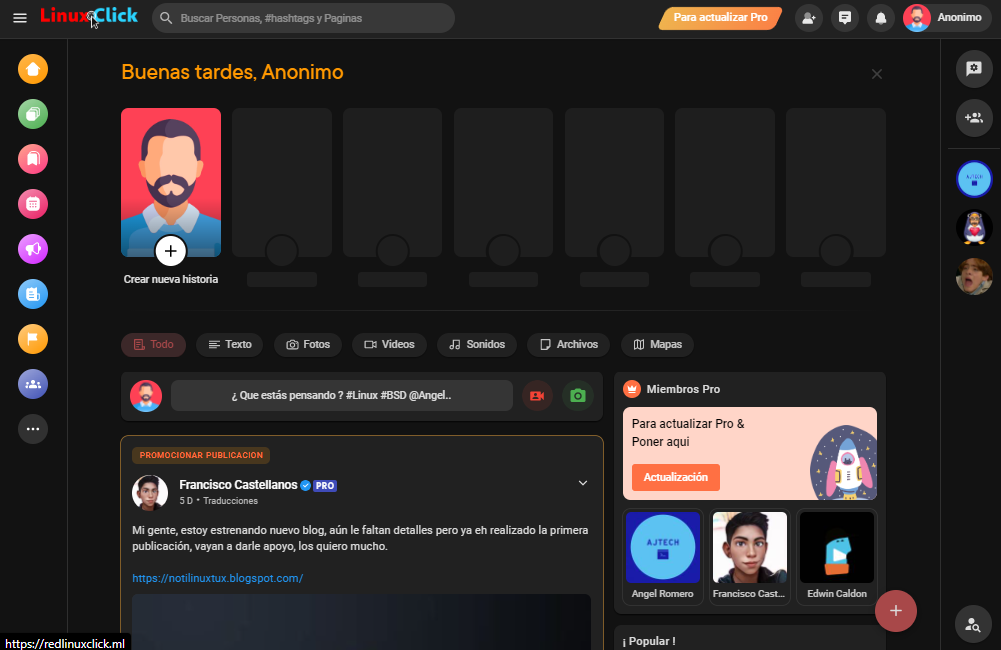 LinuxClick
Buscar Personas, #hashtags y Paginas
Para actualizar Pro
Anonimo
Buenas tardes, Anonimo
Crear nueva historia
Todo
Texto
Fotos
Videos
Sonidos
Archivos
Mapas
¿ Que estás pensando ? #Linux #BSD @Angel..
PROMOCIONAR PUBLICACION
Francisco Castellanos PRO
5 D • Traducciones
Mi gente, estoy estrenando nuevo blog, aún le faltan detalles pero ya eh realizado la primera
publicación, vayan a darle apoyo, los quiero mucho.
https://notilinuxtux.blogspot.com/
Miembros Pro
Para actualizar Pro &
Poner aqui
Actualización
AJTECH
Angel Romero
Francisco Cast...
Edwin Caldon
¡ Popular !
AJTECH
https://redlinuxclick.ml